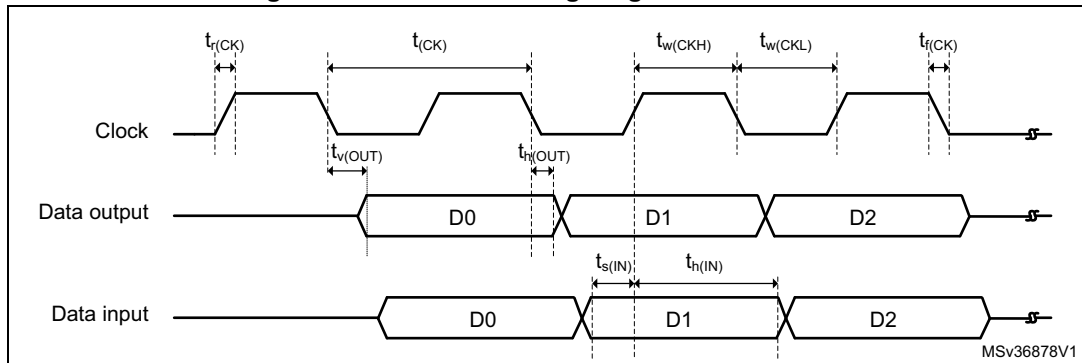 t_r(CK) t_(CK) t_w(CKH) t_w(CKL) t_f(CK)
Clock
t_v(OUT) t_h(OUT)
Data output D0 D1 D2
t_s(IN) t_h(IN)
Data input D0 D1 D2
MSv36878V1